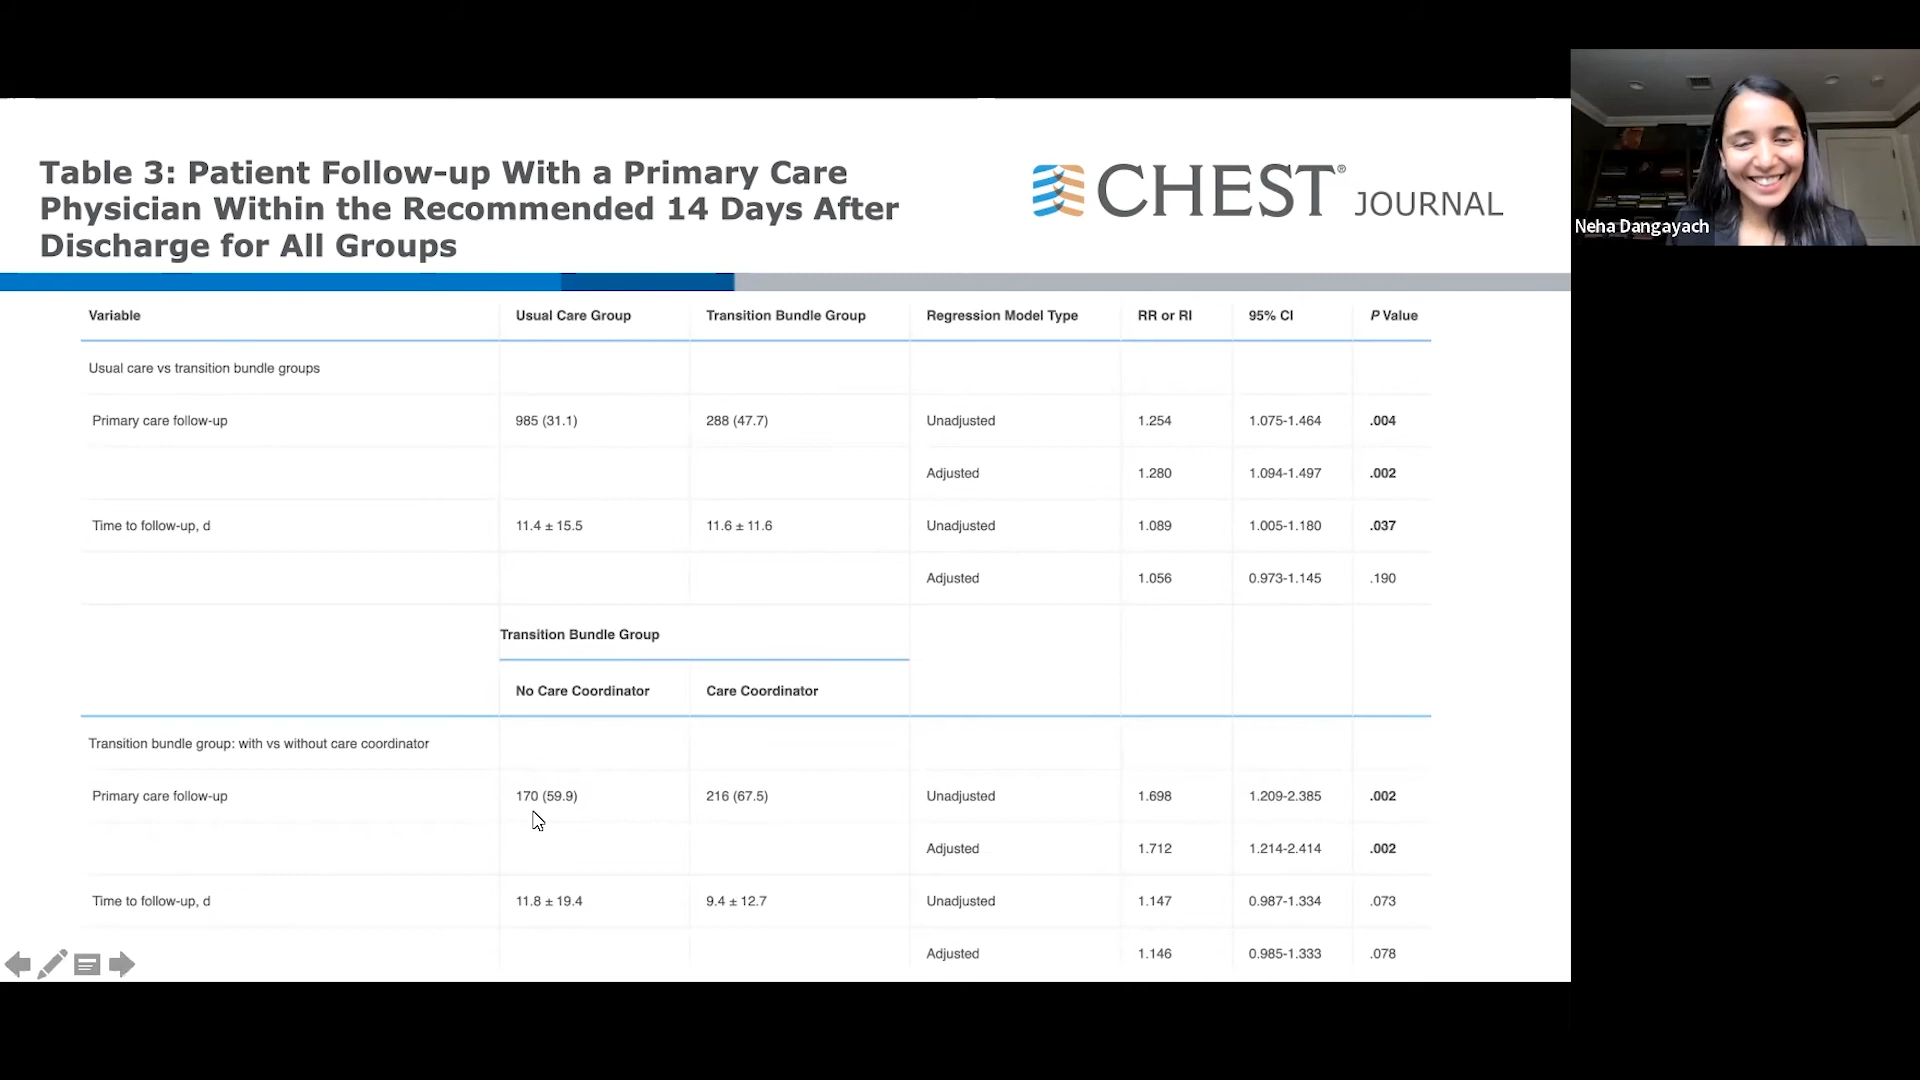 Table 3: Patient Follow-up With a Primary Care
Physician Within the Recommended 14 Days After
Discharge for All Groups
CHEST® JOURNAL
Neha Dangayach
Variable Usual Care Group Transition Bundle Group Regression Model Type RR or RI 95% CI P Value
Usual care vs transition bundle groups
Primary care follow-up 985 (31.1) 288 (47.7) Unadjusted 1.254 1.075-1.464 .004
Adjusted 1.280 1.094-1.497 .002
Time to follow-up, d 11.4 ± 15.5 11.6 ± 11.6 Unadjusted 1.089 1.005-1.180 .037
Adjusted 1.056 0.973-1.145 .190
Transition Bundle Group
No Care Coordinator Care Coordinator
Transition bundle group: with vs without care coordinator
Primary care follow-up 170 (59.9) 216 (67.5) Unadjusted 1.698 1.209-2.385 .002
Adjusted 1.712 1.214-2.414 .002
Time to follow-up, d 11.8 ± 19.4 9.4 ± 12.7 Unadjusted 1.147 0.987-1.334 .073
Adjusted 1.146 0.985-1.333 .078